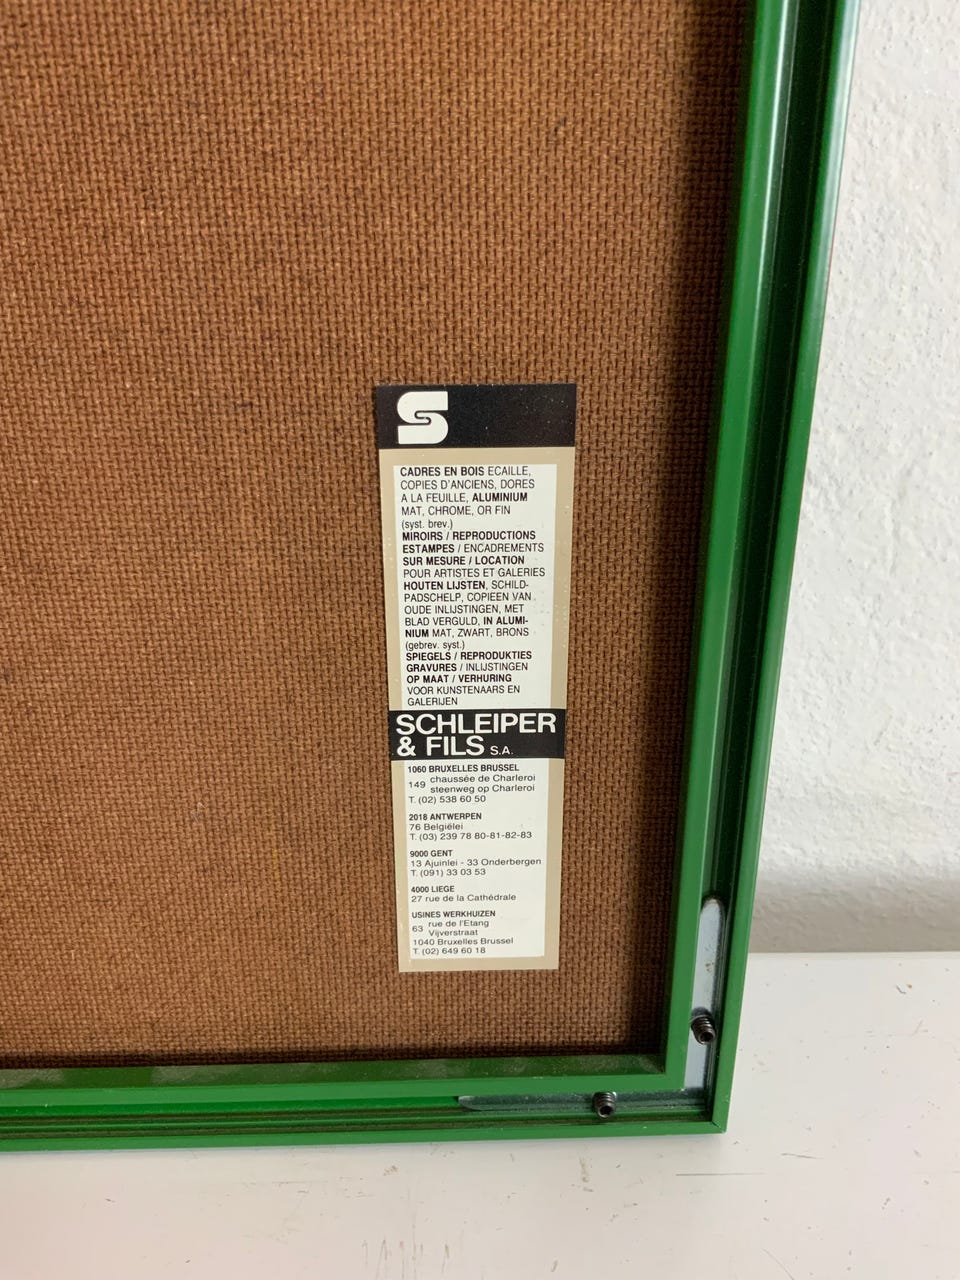 S
CADRES EN BOIS ECAILLE,
COPIES D'ANCIENS, DORES
A LA FEUILLE, ALUMINIUM
MAT, CHROME, OR FIN
(syst. brev.)
MIROIRS / REPRODUCTIONS
ESTAMPES / ENCADREMENTS
SUR MESURE / LOCATION
POUR ARTISTES ET GALERIES
HOUTEN LIJSTEN, SCHILD-
PADSCHELP, COPIEEN VAN
OUDE INLIJSTINGEN, MET
BLAD VERGULD, IN ALUMI-
NIUM MAT, ZWART, BRONS
(gebrev. syst.)
SPIEGELS / REPRODUKTIES
GRAVURES / INLIJSTINGEN
OP MAAT / VERHURING
VOOR KUNSTENAARS EN
GALERIJEN
SCHLEIPER
& FILS S.A.
1060 BRUXELLES BRUSSEL
149 chaussée de Charleroi
steenweg op Charleroi
T. (02) 538 60 50
2018 ANTWERPEN
76 Belgiëlei
T. (03) 239 78 80-81-82-83
9000 GENT
13 Ajuinlei - 33 Onderbergen
T. (091) 33 03 53
4000 LIEGE
27 rue de la Cathédrale
USINES WERKHUIZEN
63 rue de l'Etang
Vijverstraat
1040 Bruxelles Brussel
T. (02) 649 60 18